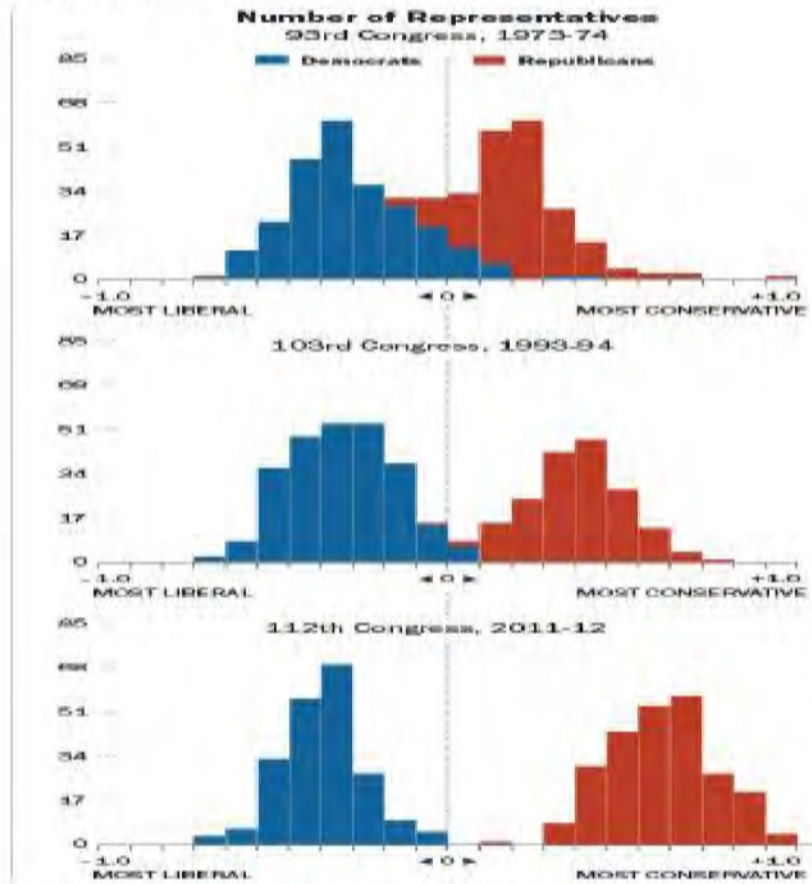 Number of Representatives
93rd Congress, 1973-74
Democrats Republicans
85
68
51
34
17
0
-1.0 ◄ 0 ► +1.0
MOST LIBERAL MOST CONSERVATIVE
103rd Congress, 1993-94
85
68
51
34
17
0
-1.0 ◄ 0 ► +1.0
MOST LIBERAL MOST CONSERVATIVE
112th Congress, 2011-12
85
68
51
34
17
0
-1.0 ◄ 0 ► +1.0
MOST LIBERAL MOST CONSERVATIVE